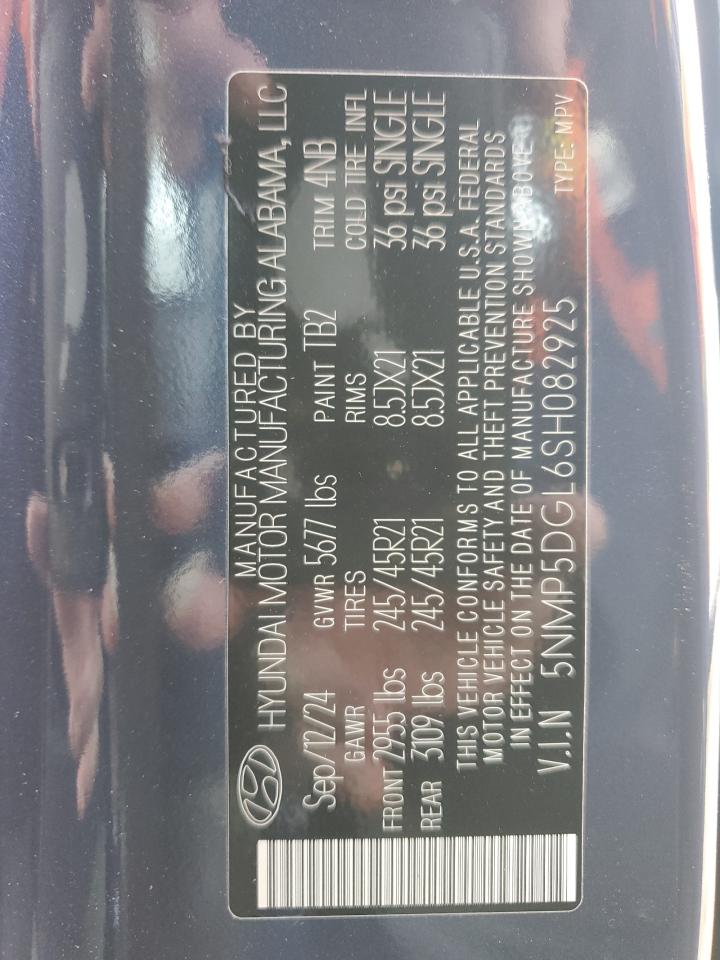 MANUFACTURED BY
HYUNDAI MOTOR MANUFACTURING ALABAMA, LLC
Sep/12/24 GVWR 5677 lbs PAINT TB2 TRIM 4NB
GAWR TIRES RIMS COLD TIRE INFL
FRONT 2955 lbs 245/45R21 8.5JX21 36 psi SINGLE
REAR 3109 lbs 245/45R21 8.5JX21 36 psi SINGLE
THIS VEHICLE CONFORMS TO ALL APPLICABLE U.S.A. FEDERAL
MOTOR VEHICLE SAFETY AND THEFT PREVENTION STANDARDS
IN EFFECT ON THE DATE OF MANUFACTURE SHOWN ABOVE
V.I.N 5NMP5DGL6SH082925 TYPE: MPV